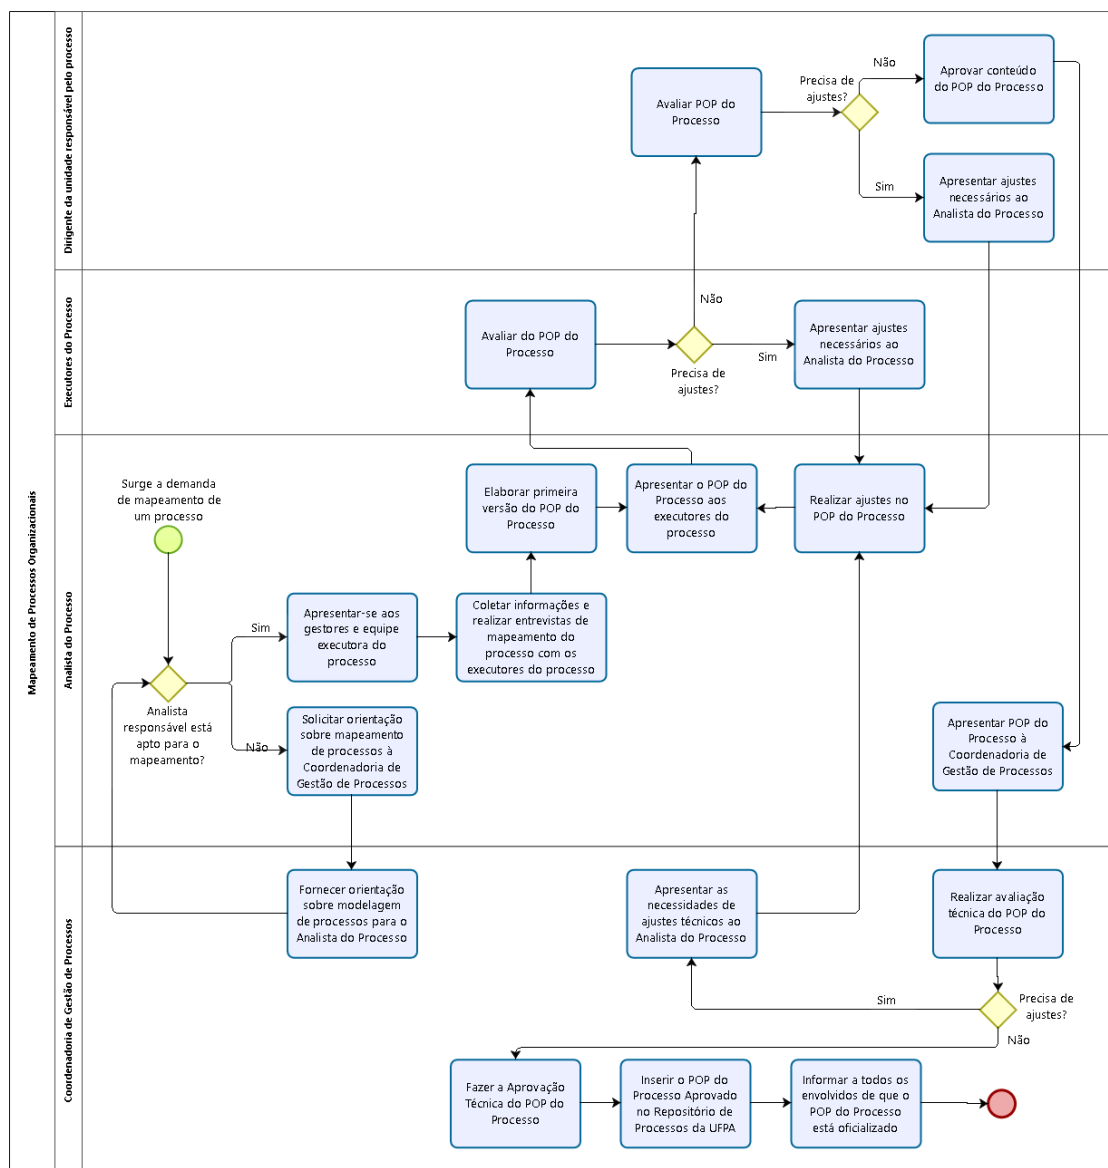 Mapeamento de Processos Organizacionais
Dirigente da unidade responsável pelo processo
Avaliar POP do
Processo
Precisa de
ajustes?
Não
Aprovar conteúdo
do POP do Processo
Sim
Apresentar ajustes
necessários ao
Analista do Processo
Executores do Processo
Avaliar do POP do
Processo
Não
Precisa de
ajustes?
Sim
Apresentar ajustes
necessários ao
Analista do Processo
Analista do Processo
Surge a demanda
de mapeamento de
um processo
Analista
responsável está
apto para o
mapeamento?
Sim
Apresentar-se aos
gestores e equipe
executora do
processo
Não
Solicitar orientação
sobre mapeamento
de processos à
Coordenadoria de
Gestão de Processos
Coletar informações e
realizar entrevistas de
mapeamento do
processo com os
executores do processo
Elaborar primeira
versão do POP do
Processo
Apresentar o POP do
Processo aos
executores do
processo
Realizar ajustes no
POP do Processo
Apresentar POP do
Processo à
Coordenadoria de
Gestão de Processos
Coordenadoria de Gestão de Processos
Fornecer orientação
sobre modelagem
de processos para o
Analista do Processo
Apresentar as
necessidades de
ajustes técnicos ao
Analista do Processo
Realizar avaliação
técnica do POP do
Processo
Sim
Precisa de
ajustes?
Não
Fazer a Aprovação
Técnica do POP do
Processo
Inserir o POP do
Processo Aprovado
no Repositório de
Processos da UFPA
Informar a todos os
envolvidos de que o
POP do Processo
está oficializado